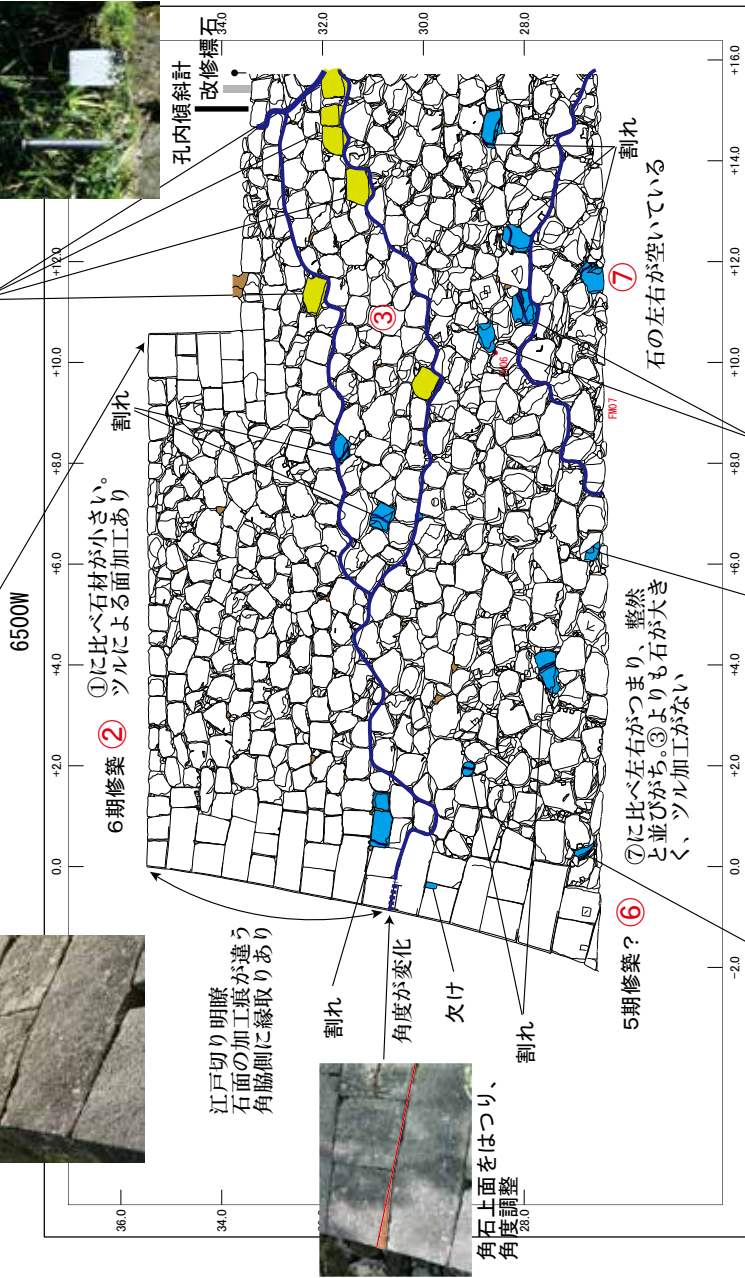 6500W
6期修築 ②
①に比べ石材が小さい。
ツルによる面加工あり
割れ
孔内傾斜計
改修標石
③
36.0
34.0
28.0
34.0
32.0
30.0
28.0
江戸切り明瞭
石面の加工痕が違う
角脇側に縁取りあり
割れ
角度が変化
欠け
割れ
角石上面をはつり、
角度調整
5期修築? ⑥
⑦に比べ左右がつまり、整然
と並びがち。③よりも石が大き
く、ツル加工がない
FM07
⑦
石の左右が空いている
割れ
-2.0
0.0
+2.0
+4.0
+6.0
+8.0
+10.0
+12.0
+14.0
+16.0